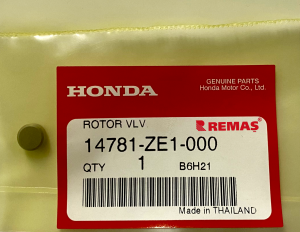 HONDA
GENUINE PARTS
Honda Motor Co., Ltd.
ROTOR VLV.
REMAS
14781-ZE1-000
QTY 1 B6H21
Made in THAILAND